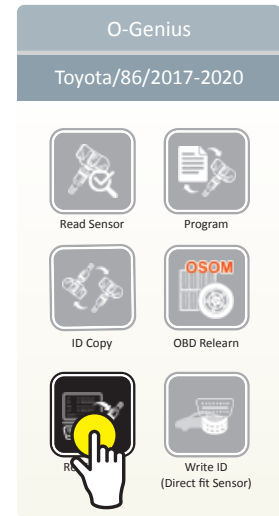 O-Genius
Toyota/86/2017-2020
Read Sensor
Program
OSOM
ID Copy
OBD Relearn
Write ID
(Direct fit Sensor)